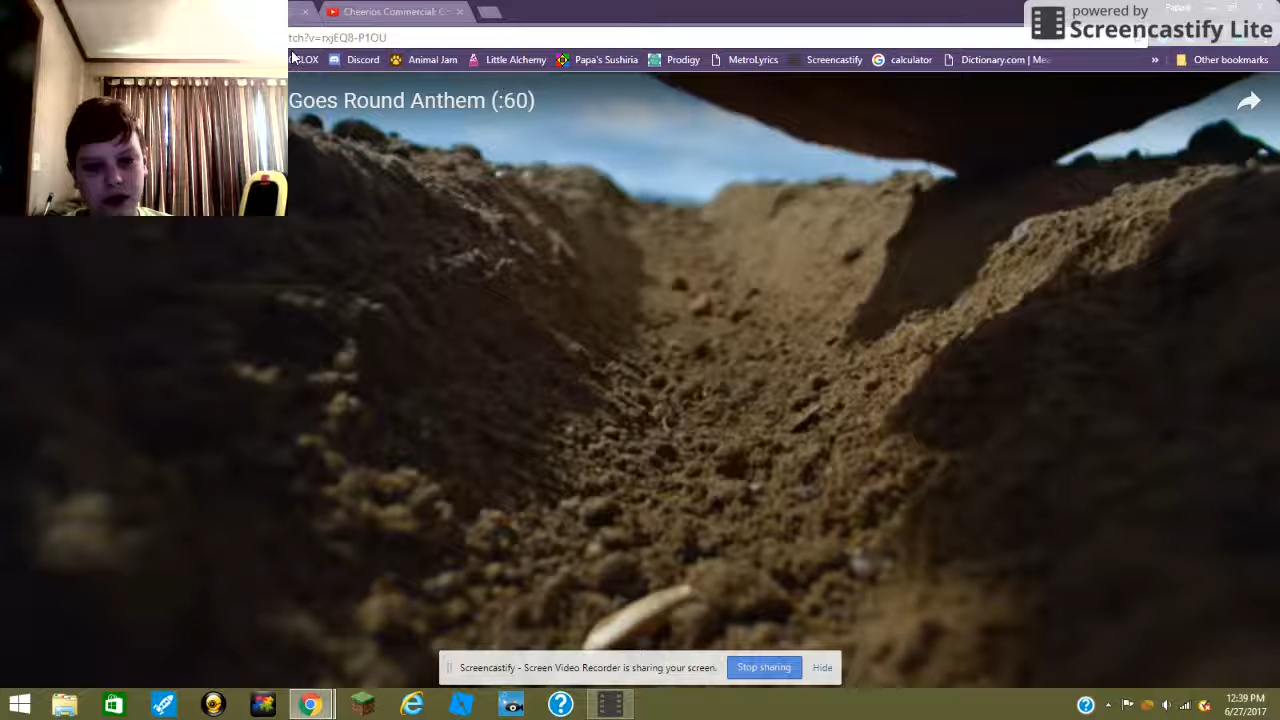 Cheerios Commercial:
powered by
Screencastify Lite
tch?v=rxjEQ8-P1OU
LOX
Discord
Animal Jam
Little Alchemy
Papa's Sushiria
Prodigy
MetroLyrics
Screencastify
calculator
Dictionary.com | Mea
»
Other bookmarks
Goes Round Anthem (:60)
Screencastify - Screen Video Recorder is sharing your screen.
Stop sharing
Hide
12:39 PM
6/27/2017